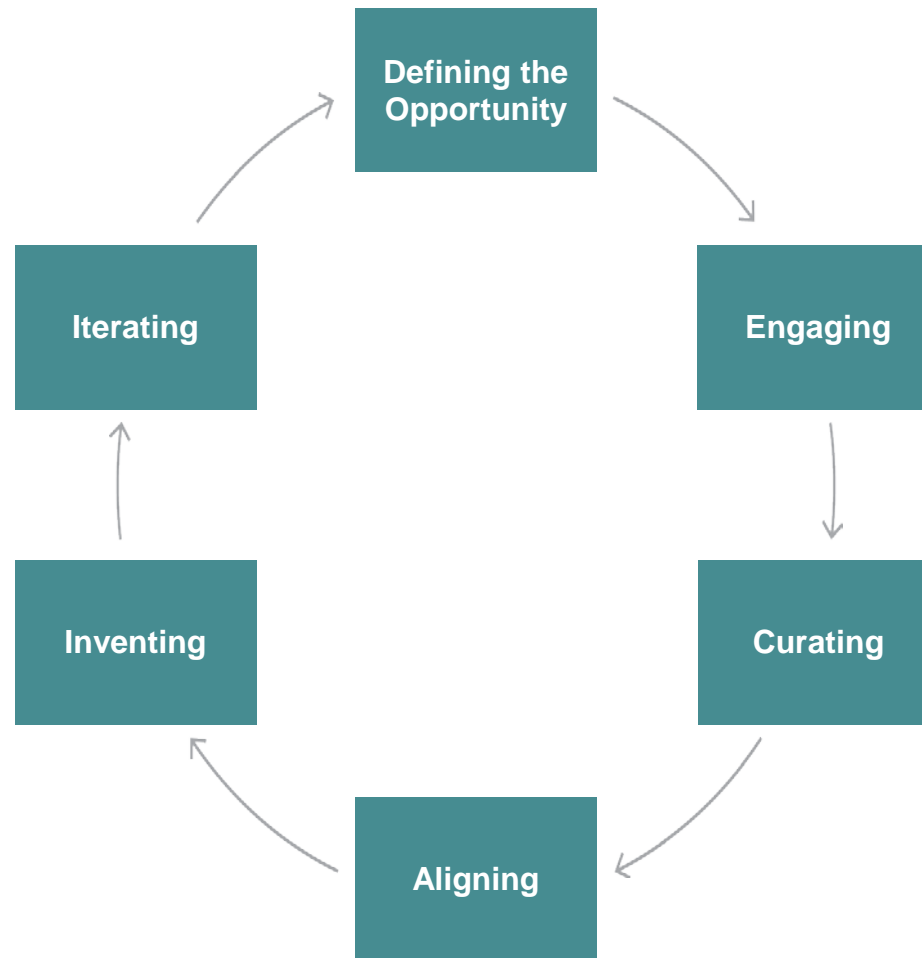 Defining the
Opportunity
Engaging
Curating
Aligning
Inventing
Iterating